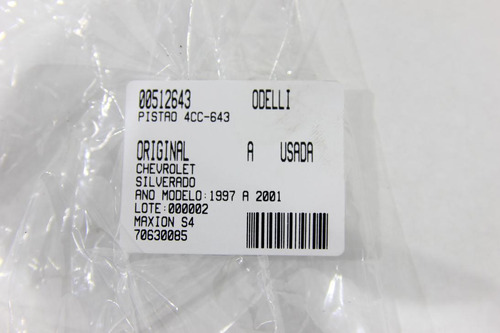 00512643 ODELLI
PISTAO 4CC-643
ORIGINAL A USADA
CHEVROLET
SILVERADO
ANO MODELO:1997 A 2001
LOTE:000002
MAXION S4
70630085